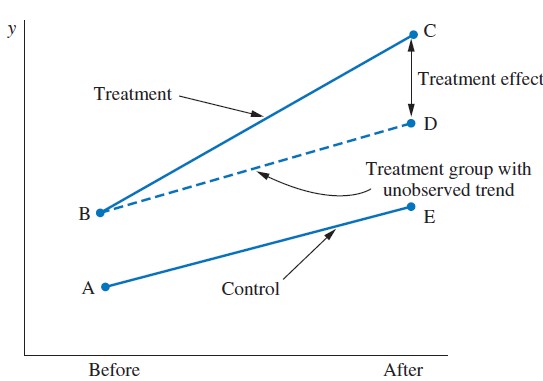 y
C
Treatment effect
Treatment
D
Treatment group with
unobserved trend
B
E
A
Control
Before
After